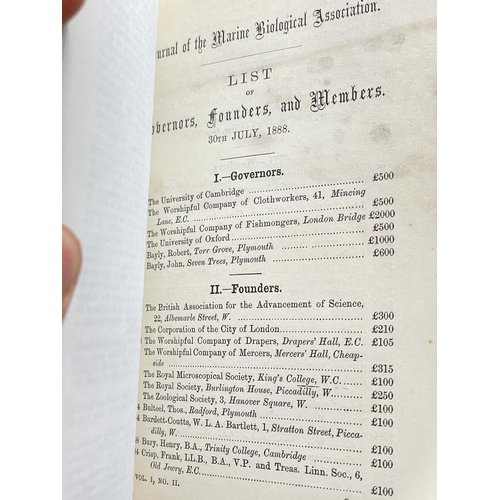 urnal of the Marine Biological Association.
LIST
OF
vernors, Founders, and Members.
30TH JULY, 1888.
I.—Governors.
The University of Cambridge £500
The Worshipful Company of Clothworkers, 41, Mincing
Lane, E.C. £500
The Worshipful Company of Fishmongers, London Bridge £2000
The University of Oxford £500
Bayly, Robert, Torr Grove, Plymouth £1000
Bayly, John, Seven Trees, Plymouth £600
II.—Founders.
The British Association for the Advancement of Science,
22, Albemarle Street, W. £300
The Corporation of the City of London £210
The Worshipful Company of Drapers, Drapers' Hall, E.C. £105
The Worshipful Company of Mercers, Mercers' Hall, Cheap-
side £315
The Royal Microscopical Society, King's College, W.C. £100
The Royal Society, Burlington House, Piccadilly, W. £250
The Zoological Society, 3, Hanover Square, W. £100
4 Bulteel, Thos., Radford, Plymouth £100
4 Burdett-Coutts, W. L. A. Bartlett, 1, Stratton Street, Picca-
dilly, W. £100
8 Bury, Henry, B.A., Trinity College, Cambridge £100
4 Crisp, Frank, LL.B., B.A., V.P. and Treas. Linn. Soc., 6,
Old Jewry, E.C. £100
VOL. I, NO. II.